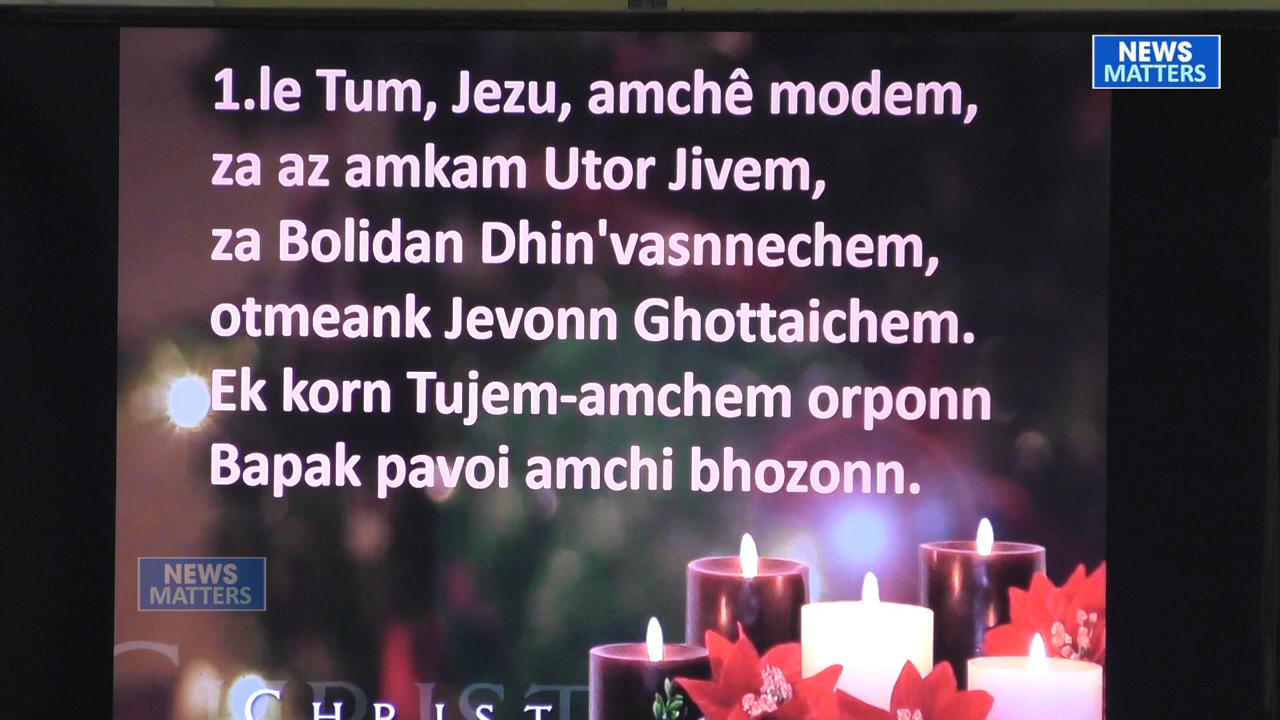 NEWS
MATTERS
1.Ie Tum, Jezu, amchê modem,
za az amkam Utor Jivem,
za Bolidan Dhin'vasnnechem,
otmeank Jevonn Ghottaichem.
Ek korn Tujem-amchem orponn
Bapak pavoi amchi bhozonn.
NEWS
MATTERS
CHRIST